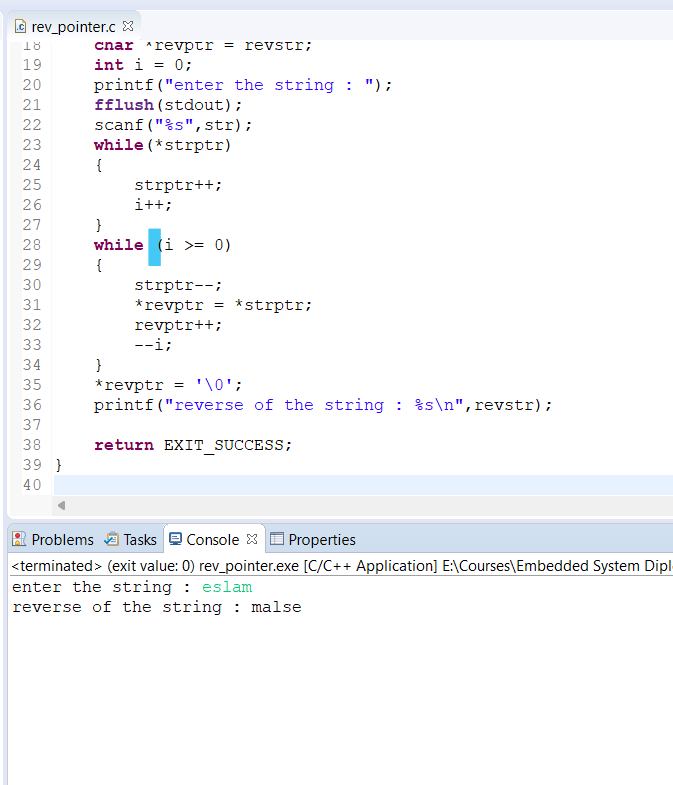 rev_pointer.c
18 char *revptr = revstr;
19 int i = 0;
20 printf("enter the string : ");
21 fflush(stdout);
22 scanf("%s",str);
23 while(*strptr)
24 {
25 strptr++;
26 i++;
27 }
28 while (i >= 0)
29 {
30 strptr--;
31 *revptr = *strptr;
32 revptr++;
33 --i;
34 }
35 *revptr = '\0';
36 printf("reverse of the string : %s\n",revstr);
37
38 return EXIT_SUCCESS;
39 }
40
Problems Tasks Console Properties
<terminated> (exit value: 0) rev_pointer.exe [C/C++ Application] E:\Courses\Embedded System Dipl
enter the string : eslam
reverse of the string : malse